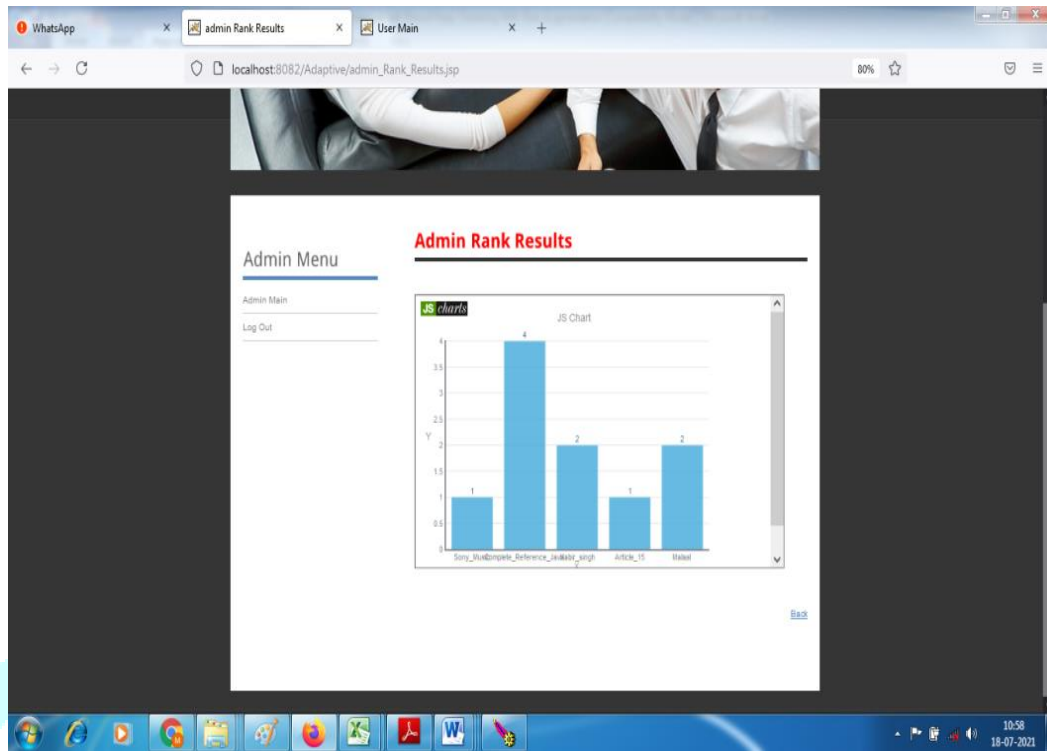 WhatsApp
admin Rank Results
User Main
localhost:8082/Adaptive/admin_Rank_Results.jsp
80%
Admin Menu
Admin Main
Log Out
Admin Rank Results
JS charts
JS Chart
4
4
3.5
3
2.5
Y
2
2
2
1.5
1
1
1
0.5
0
Article_15
Back
10:58
18-07-2021